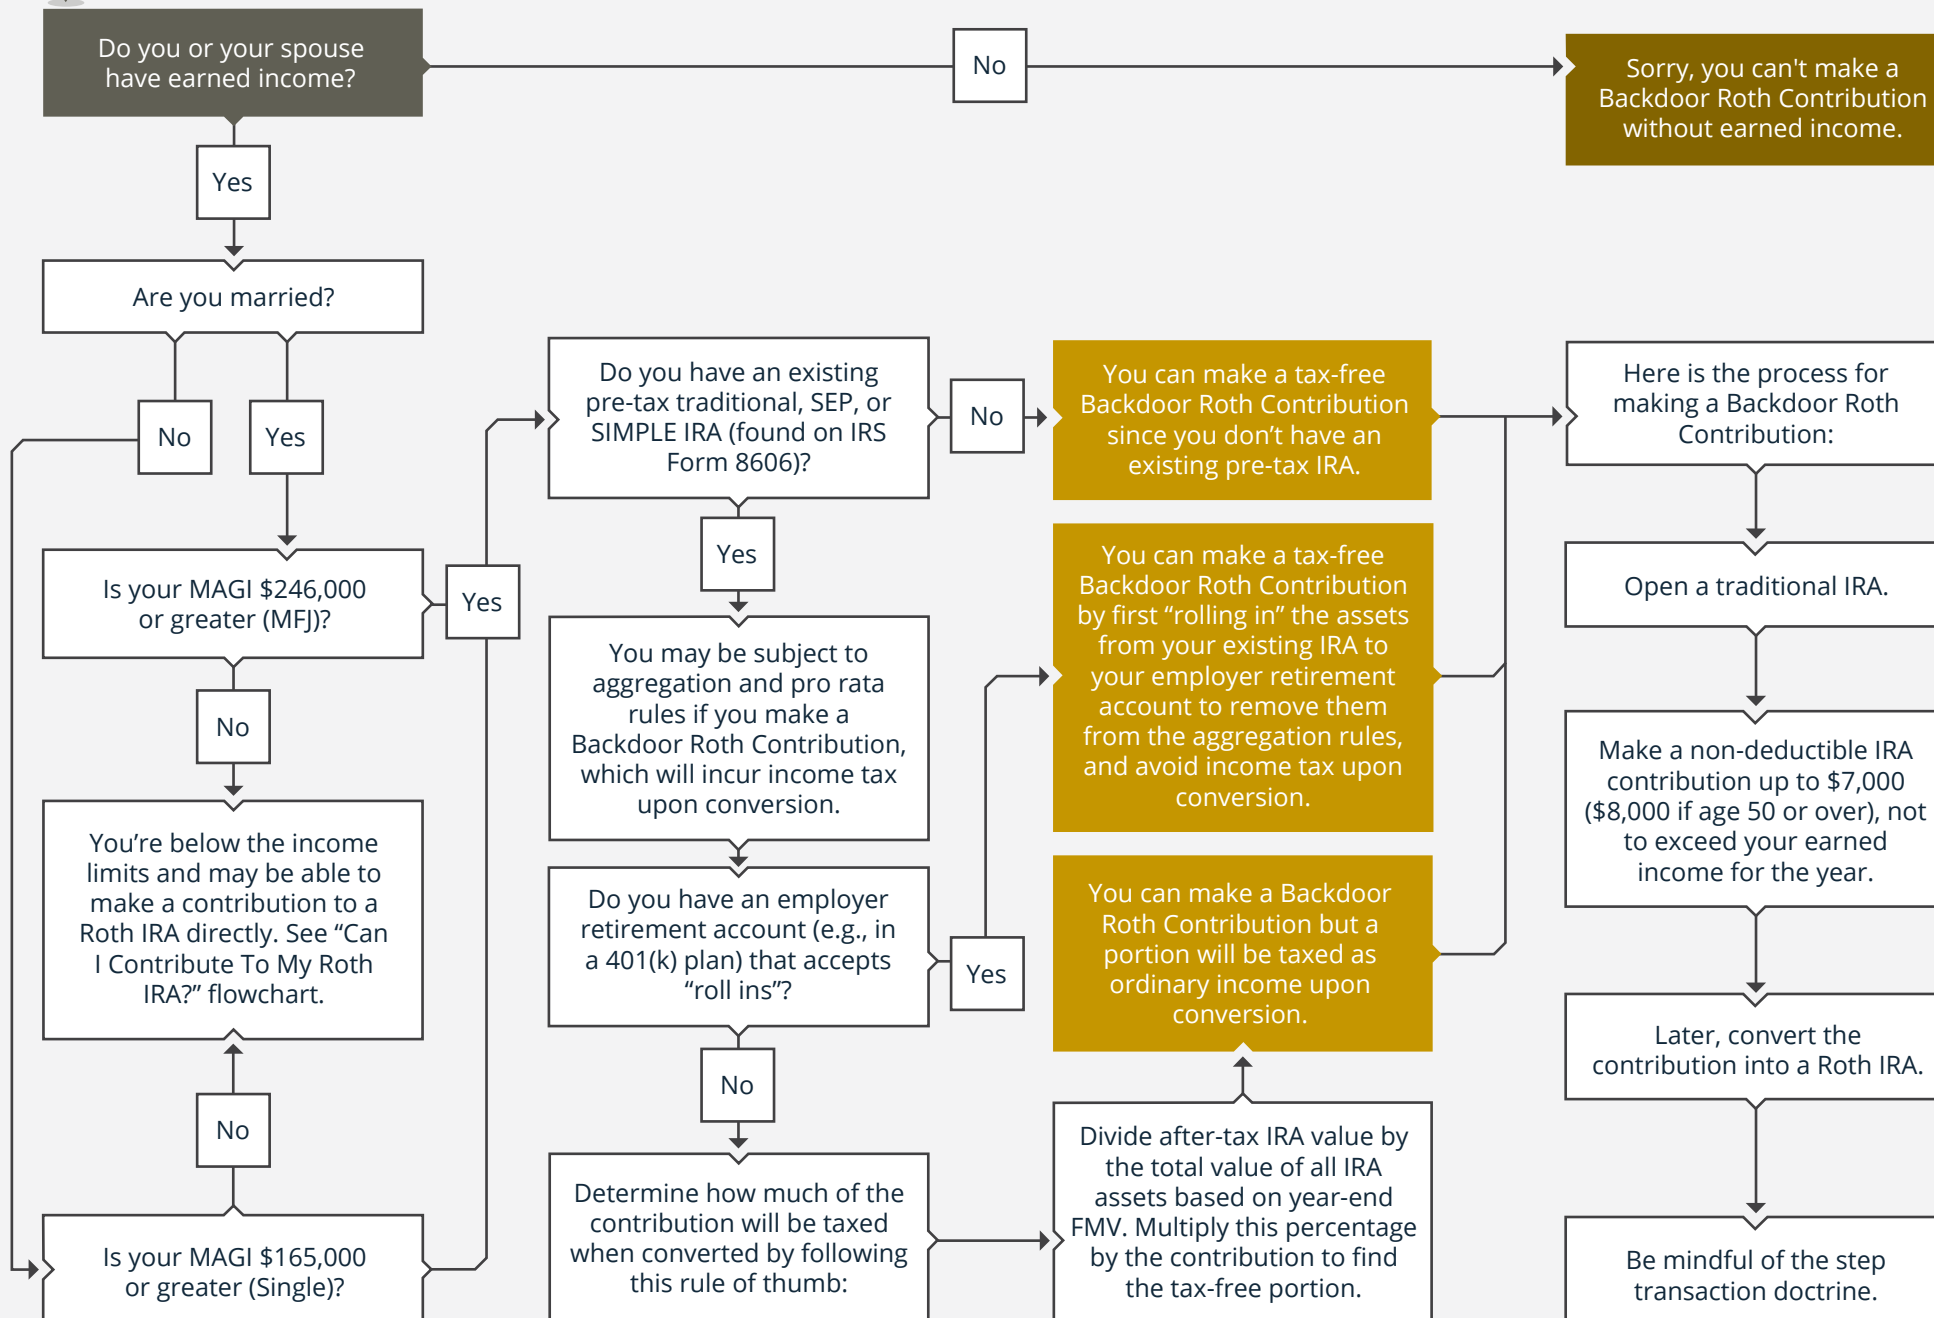 Do you or your spouse
have earned income?
No
Sorry, you can't make a
Backdoor Roth Contribution
without earned income.
Yes
Are you married?
No
Yes
Is your MAGI $246,000
or greater (MFJ)?
Yes
No
You’re below the income
limits and may be able to
make a contribution to a
Roth IRA directly. See “Can
I Contribute To My Roth
IRA?” flowchart.
No
Is your MAGI $165,000
or greater (Single)?
Do you have an existing
pre-tax traditional, SEP, or
SIMPLE IRA (found on IRS
Form 8606)?
No
Yes
You may be subject to
aggregation and pro rata
rules if you make a
Backdoor Roth Contribution,
which will incur income tax
upon conversion.
Do you have an employer
retirement account (e.g., in
a 401(k) plan) that accepts
“roll ins”?
Yes
No
Determine how much of the
contribution will be taxed
when converted by following
this rule of thumb:
You can make a tax-free
Backdoor Roth Contribution
since you don’t have an
existing pre-tax IRA.
You can make a tax-free
Backdoor Roth Contribution
by first “rolling in” the assets
from your existing IRA to
your employer retirement
account to remove them
from the aggregation rules,
and avoid income tax upon
conversion.
You can make a Backdoor
Roth Contribution but a
portion will be taxed as
ordinary income upon
conversion.
Divide after-tax IRA value by
the total value of all IRA
assets based on year-end
FMV. Multiply this percentage
by the contribution to find
the tax-free portion.
Here is the process for
making a Backdoor Roth
Contribution:
Open a traditional IRA.
Make a non-deductible IRA
contribution up to $7,000
($8,000 if age 50 or over), not
to exceed your earned
income for the year.
Later, convert the
contribution into a Roth IRA.
Be mindful of the step
transaction doctrine.